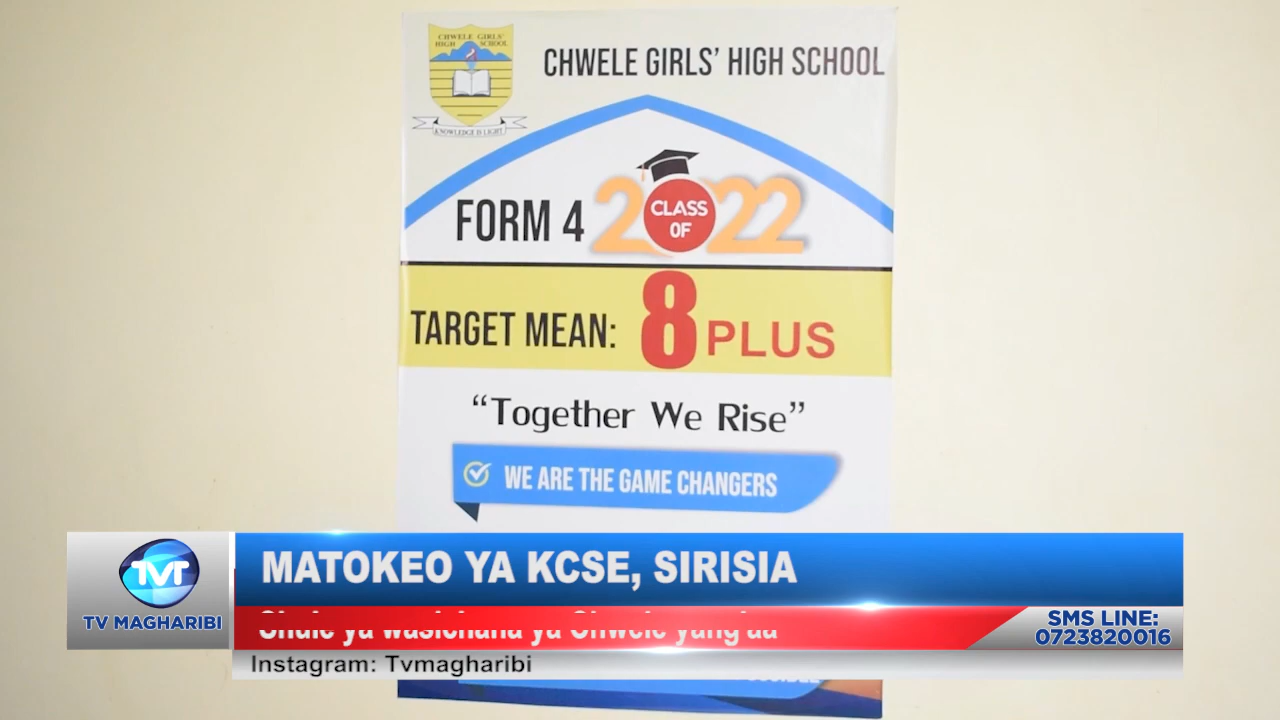 CHWELE GIRLS'
HIGH SCHOOL
KNOWLEDGE IS LIGHT
CHWELE GIRLS' HIGH SCHOOL
FORM 4 2022
CLASS
OF
TARGET MEAN: 8 PLUS
“Together We Rise”
WE ARE THE GAME CHANGERS
MATOKEO YA KCSE, SIRISIA
Shule ya wasichana ya Chwele yang'aa
TVT
TV MAGHARIBI
SMS LINE:
0723820016
Instagram: Tvmagharibi